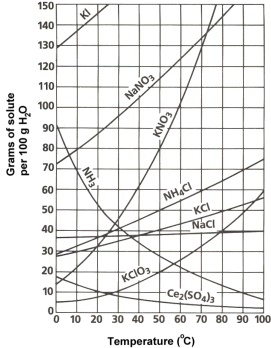 150
140
130
120
110
100
90
80
70
60
50
40
30
20
10
0
Grams of solute
per 100 g H₂O
KI
NaNO₃
KNO₃
NH₃
NH₄Cl
KCl
NaCl
KClO₃
Ce₂(SO₄)₃
0 10 20 30 40 50 60 70 80 90 100
Temperature (°C)